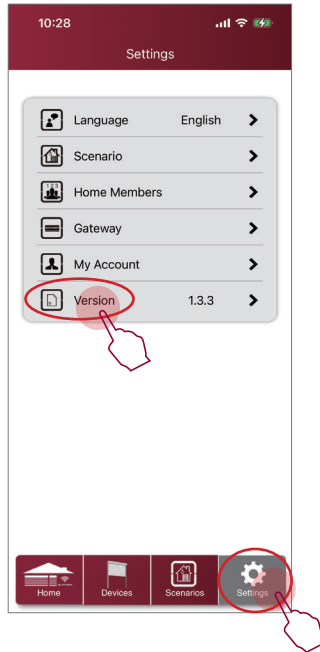 10:28
Settings
Language English
Scenario
Home Members
Gateway
My Account
Version 1.3.3
Home Devices Scenarios Settings